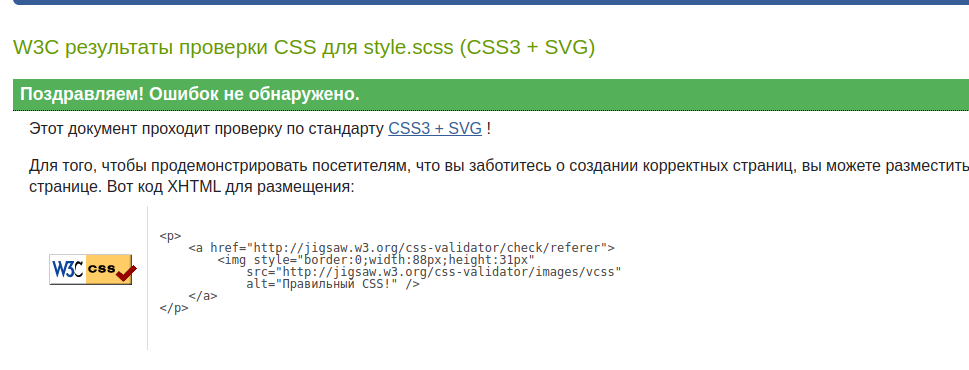 W3C результаты проверки CSS для style.scss (CSS3 + SVG)
Поздравляем! Ошибок не обнаружено.
Этот документ проходит проверку по стандарту CSS3 + SVG !
Для того, чтобы продемонстрировать посетителям, что вы заботитесь о создании корректных страниц, вы можете разместить
странице. Вот код XHTML для размещения:
<p>
<a href="http://jigsaw.w3.org/css-validator/check/referer">
<img style="border:0;width:88px;height:31px"
W3C css
src="http://jigsaw.w3.org/css-validator/images/vcss"
alt="Правильный CSS!" />
</a>
</p>